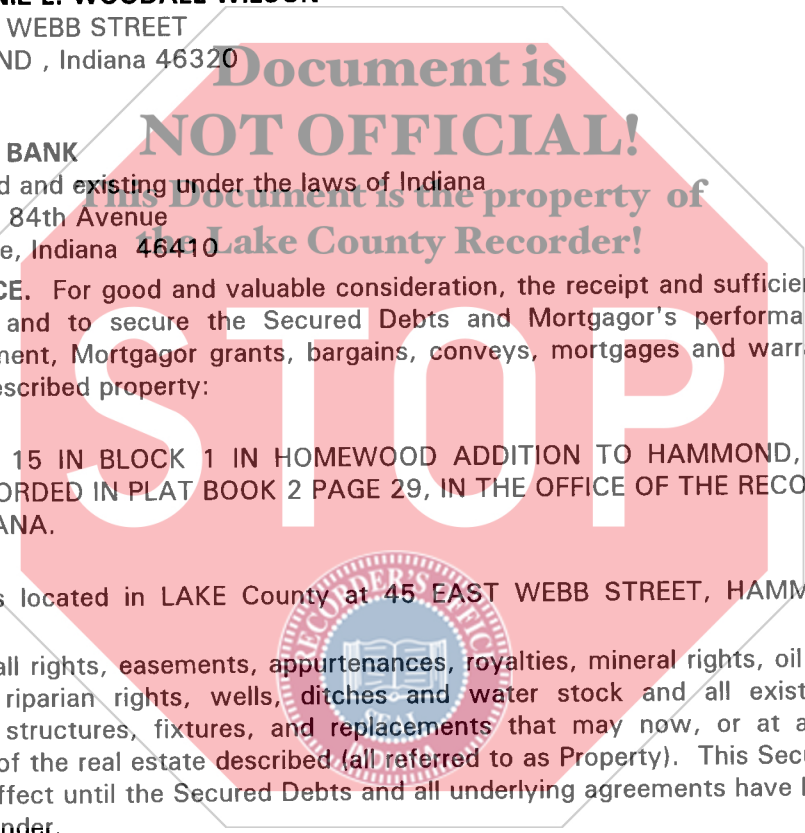 WEBB STREET
ND , Indiana 46320
Document is
NOT OFFICIAL!
BANK
d and existing under the laws of Indiana
This Document is the property of
84th Avenue
e, Indiana 46410
the Lake County Recorder!
CE. For good and valuable consideration, the receipt and sufficien
and to secure the Secured Debts and Mortgagor's performa
ment, Mortgagor grants, bargains, conveys, mortgages and warra
escribed property:
STOP
15 IN BLOCK 1 IN HOMEWOOD ADDITION TO HAMMOND,
ORDED IN PLAT BOOK 2 PAGE 29, IN THE OFFICE OF THE RECO
ANA.
s located in LAKE County at 45 EAST WEBB STREET, HAMM
RECORDER'S OFFICE
all rights, easements, appurtenances, royalties, mineral rights, oil
riparian rights, wells, ditches and water stock and all exist
structures, fixtures, and replacements that may now, or at a
SEAL
of the real estate described (all referred to as Property). This Secu
ffect until the Secured Debts and all underlying agreements have
nder.